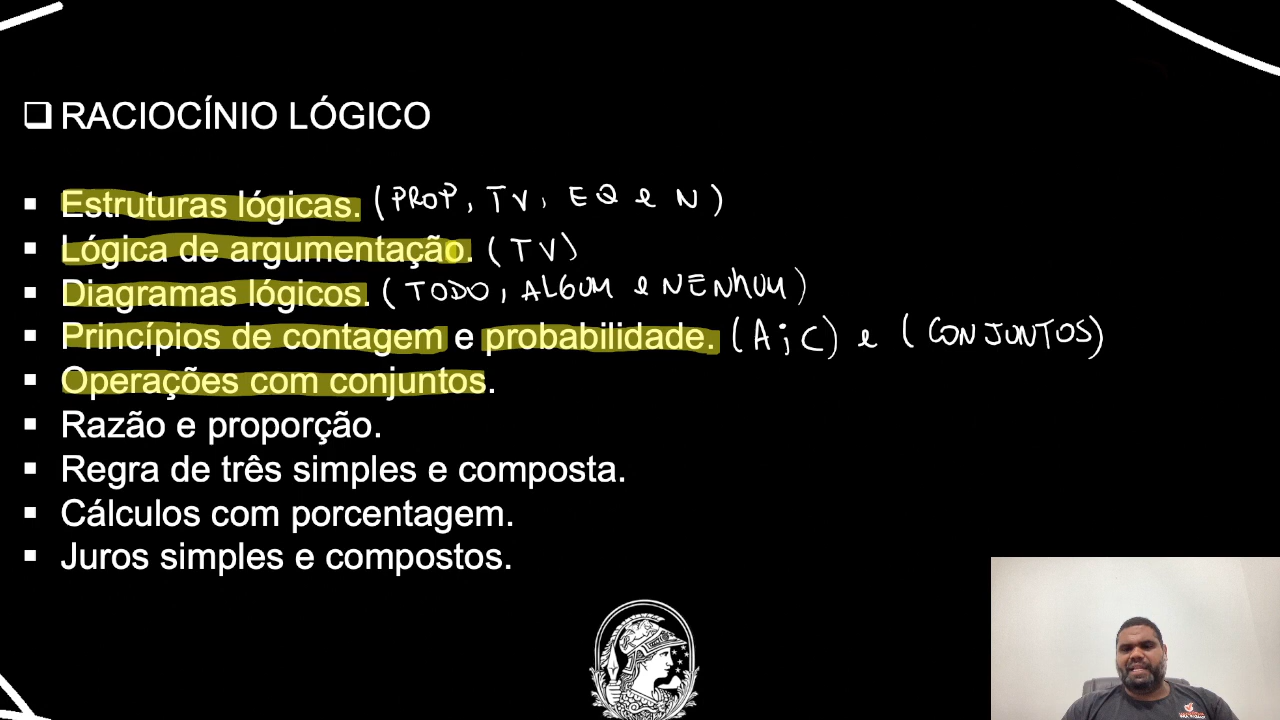 RACIOCÍNIO LÓGICO
Estruturas lógicas. (PROP, TV, EQ e N)
Lógica de argumentação. (TV)
Diagramas lógicos. (TODO, ALGUM e NENHUM)
Princípios de contagem e probabilidade. (A; C) e (CONJUNTOS)
Operações com conjuntos.
Razão e proporção.
Regra de três simples e composta.
Cálculos com porcentagem.
Juros simples e compostos.